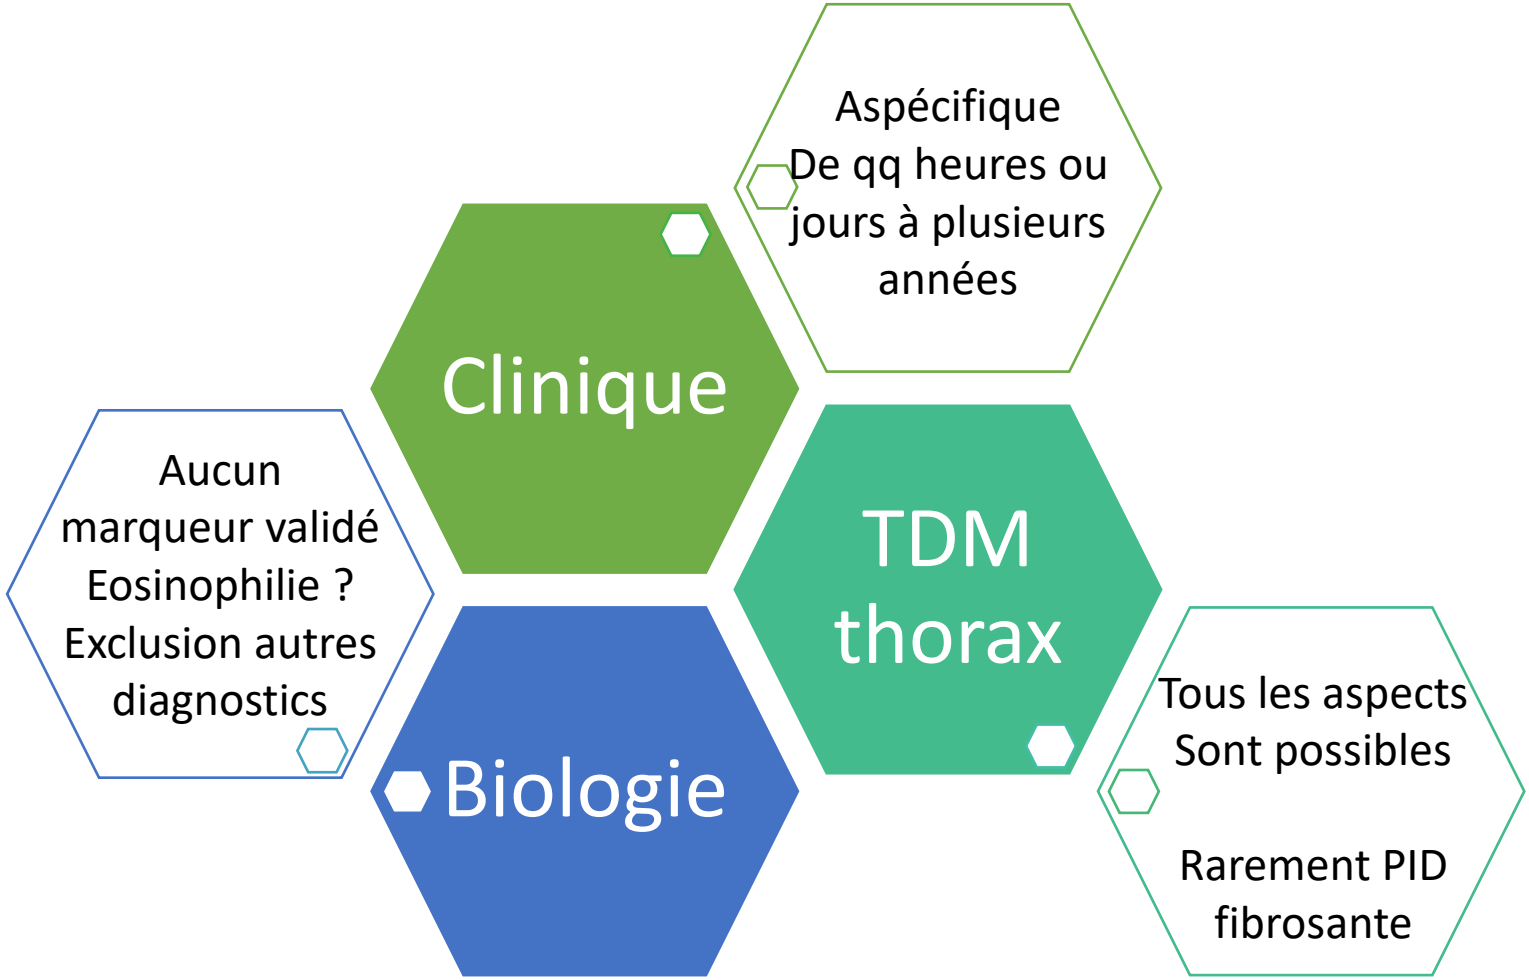 Aspécifique
De qq heures ou
jours à plusieurs
années
Clinique
Aucun
marqueur validé
Eosinophilie ?
Exclusion autres
diagnostics
TDM
thorax
Biologie
Tous les aspects
Sont possibles
Rarement PID
fibrosante